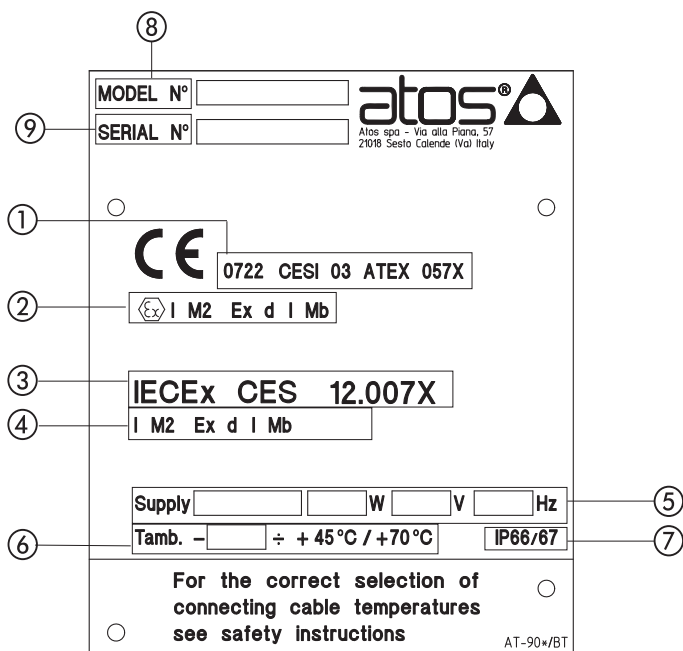 ⑧
MODEL Nº
atos®
⑨
SERIAL Nº
Atos spa - Via alla Piana, 57
21018 Sesto Calende (Va) Italy
①
CE
0722 CESI 03 ATEX 057X
②
Ex I M2 Ex d I Mb
③
IECEx CES 12.007X
④
I M2 Ex d I Mb
Supply W V Hz
⑤
⑥
Tamb. - ÷ + 45°C / +70°C
IP66/67
⑦
For the correct selection of
connecting cable temperatures
see safety instructions
AT-90*/BT